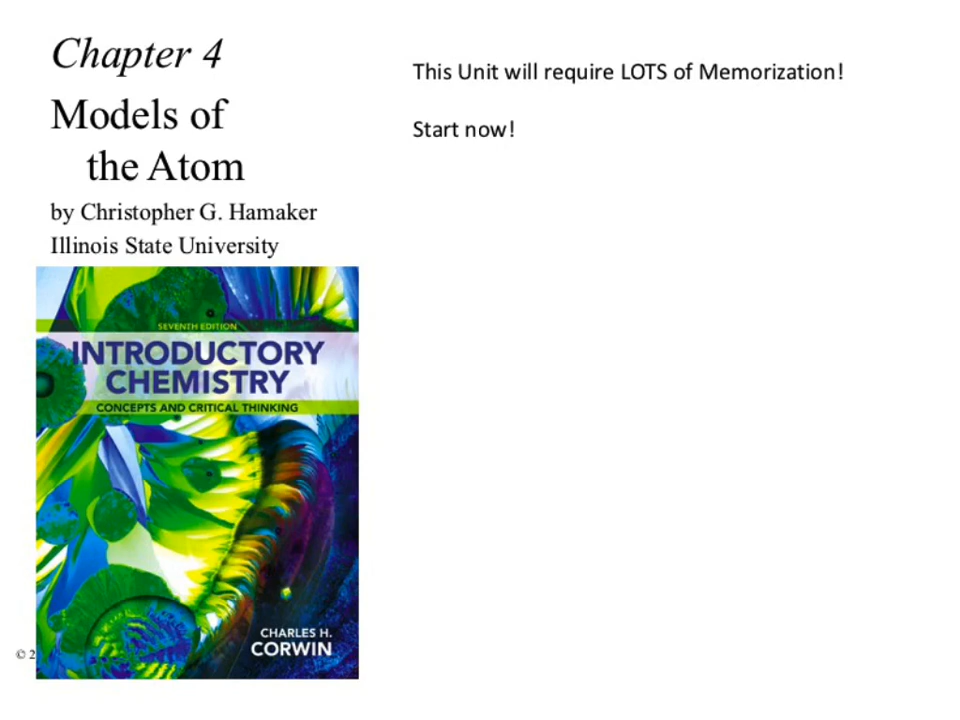 Chapter 4
Models of
the Atom
by Christopher G. Hamaker
Illinois State University
This Unit will require LOTS of Memorization!
Start now!
SEVENTH EDITION
INTRODUCTORY
CHEMISTRY
CONCEPTS AND CRITICAL THINKING
CHARLES H.
CORWIN
© 2